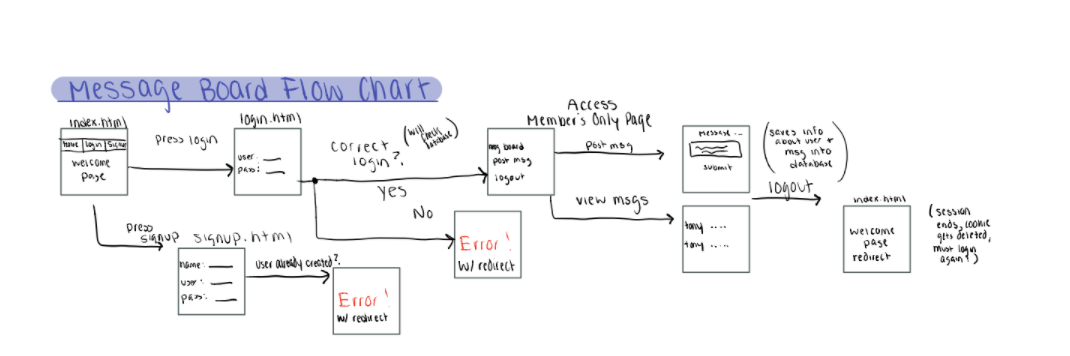 Message Board Flow Chart
index.html
home login signup
welcome
page
press login
login.html
user:
pass:
correct
login?
(will check database)
Yes
No
Error!
w/ redirect
Access
Member's Only Page
msg board
post msg
logout
post msg
message...
submit
(saves info
about user +
msg into
database)
view msgs
tony ....
tony ....
logout
index.html
welcome
page
redirect
(session
ends, cookie
gets deleted,
must login
again!)
press
signup
signup.html
name:
user:
pass:
user already created?
Error!
w/ redirect